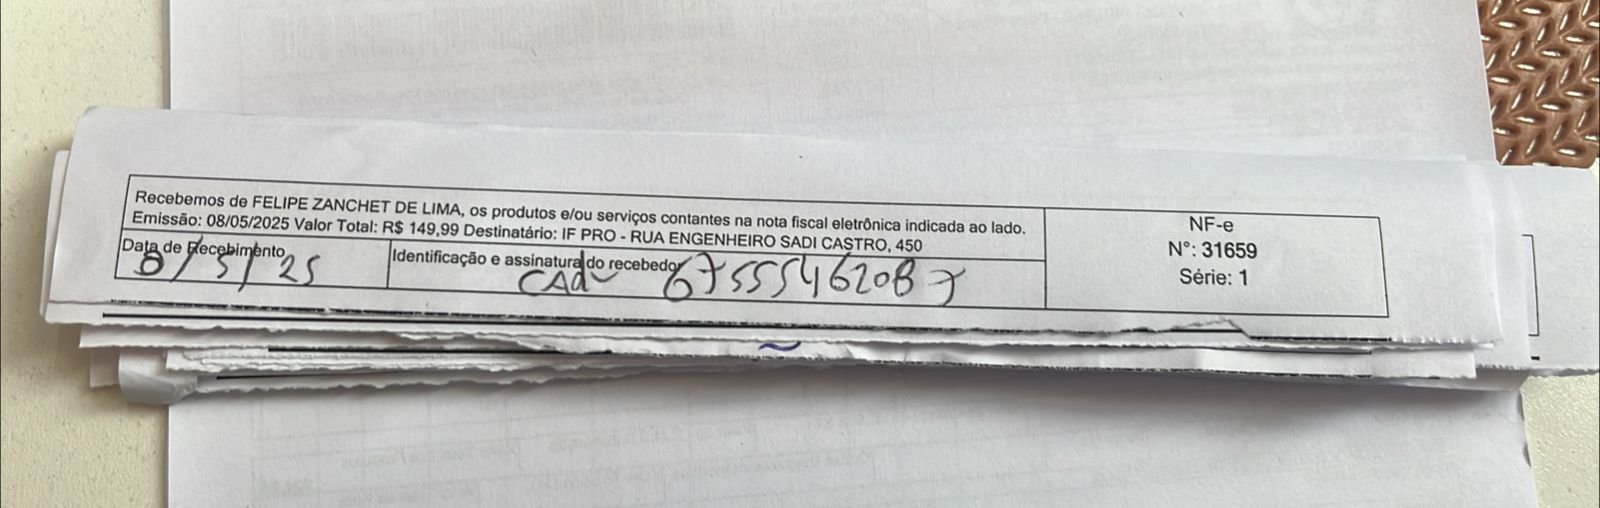 Recebemos de FELIPE ZANCHET DE LIMA, os produtos e/ou serviços contantes na nota fiscal eletrônica indicada ao lado.
Emissão: 08/05/2025 Valor Total: R$ 149,99 Destinatário: IF PRO - RUA ENGENHEIRO SADI CASTRO, 450
Data de Recebimento
8/5/25
Identificação e assinatura do recebedor
CAdu 67555462087
NF-e
N°: 31659
Série: 1